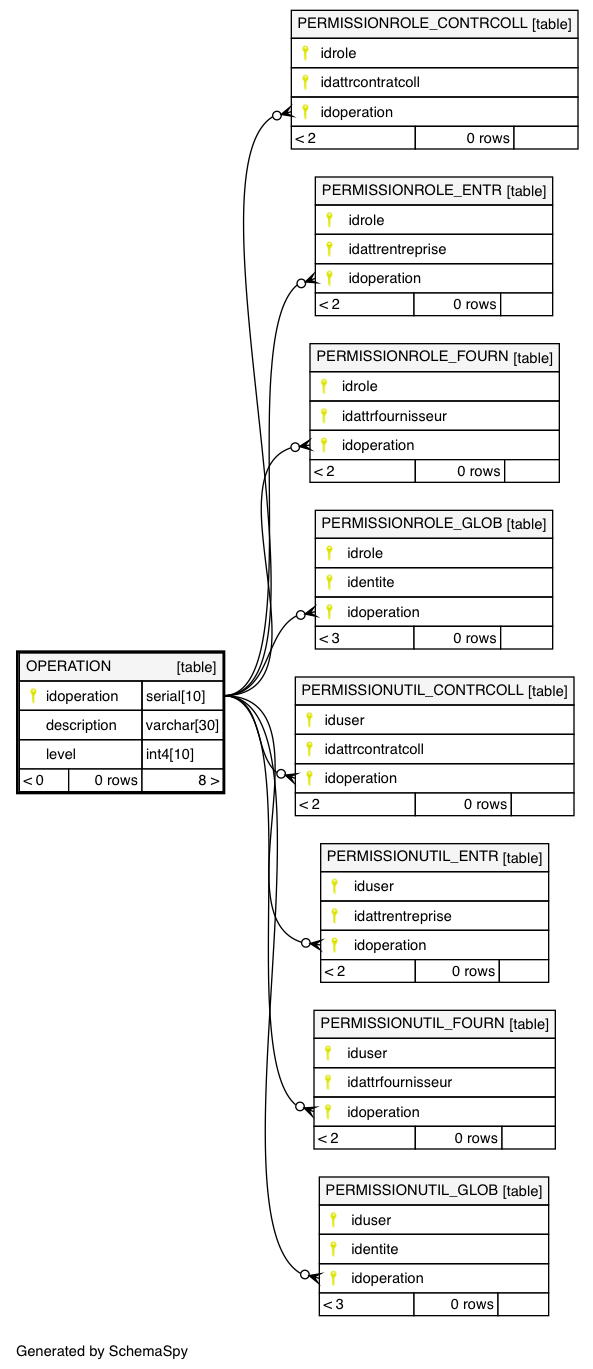 PERMISSIONROLE_CONTRCOLL [table]
idrole
idattrcontratcoll
idoperation
< 2 0 rows
PERMISSIONROLE_ENTR [table]
idrole
idattrentreprise
idoperation
< 2 0 rows
PERMISSIONROLE_FOURN [table]
idrole
idattrfournisseur
idoperation
< 2 0 rows
PERMISSIONROLE_GLOB [table]
idrole
identite
idoperation
< 3 0 rows
OPERATION [table]
idoperation serial[10]
description varchar[30]
level int4[10]
< 0 0 rows 8 >
PERMISSIONUTIL_CONTRCOLL [table]
iduser
idattrcontratcoll
idoperation
< 2 0 rows
PERMISSIONUTIL_ENTR [table]
iduser
idattrentreprise
idoperation
< 2 0 rows
PERMISSIONUTIL_FOURN [table]
iduser
idattrfournisseur
idoperation
< 2 0 rows
PERMISSIONUTIL_GLOB [table]
iduser
identite
idoperation
< 3 0 rows
Generated by SchemaSpy